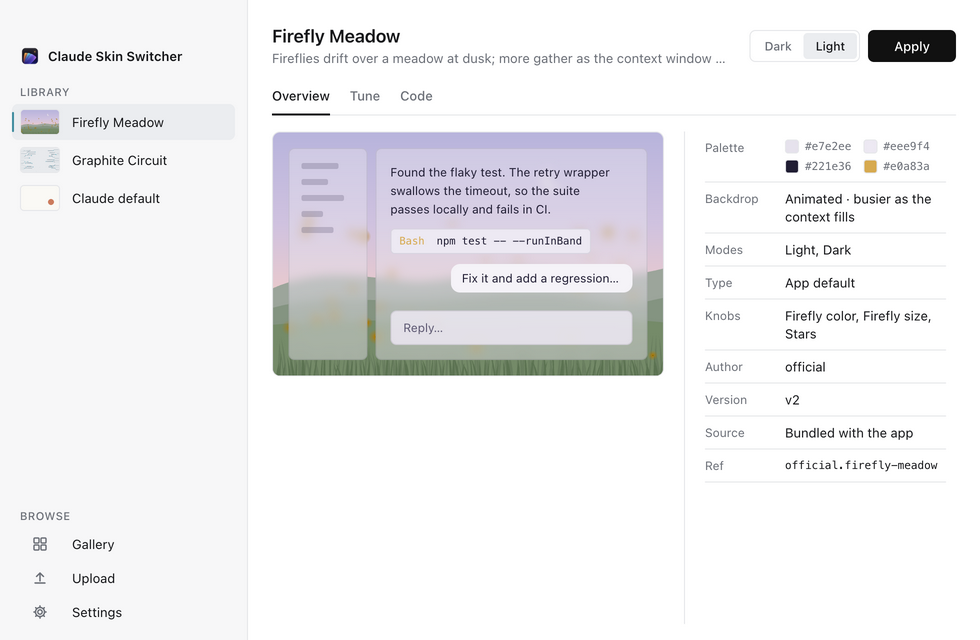 Claude Skin Switcher
LIBRARY
Firefly Meadow
Graphite Circuit
Claude default
BROWSE
Gallery
Upload
Settings
Firefly Meadow
Fireflies drift over a meadow at dusk; more gather as the context window ...
Dark
Light
Apply
Overview
Tune
Code
Found the flaky test. The retry wrapper
swallows the timeout, so the suite
passes locally and fails in CI.
Bash npm test -- --runInBand
Fix it and add a regression...
Reply...
Palette
#e7e2ee #eee9f4
#221e36 #e0a83a
Backdrop
Animated · busier as the
context fills
Modes
Light, Dark
Type
App default
Knobs
Firefly color, Firefly size,
Stars
Author
official
Version
v2
Source
Bundled with the app
Ref
official.firefly-meadow